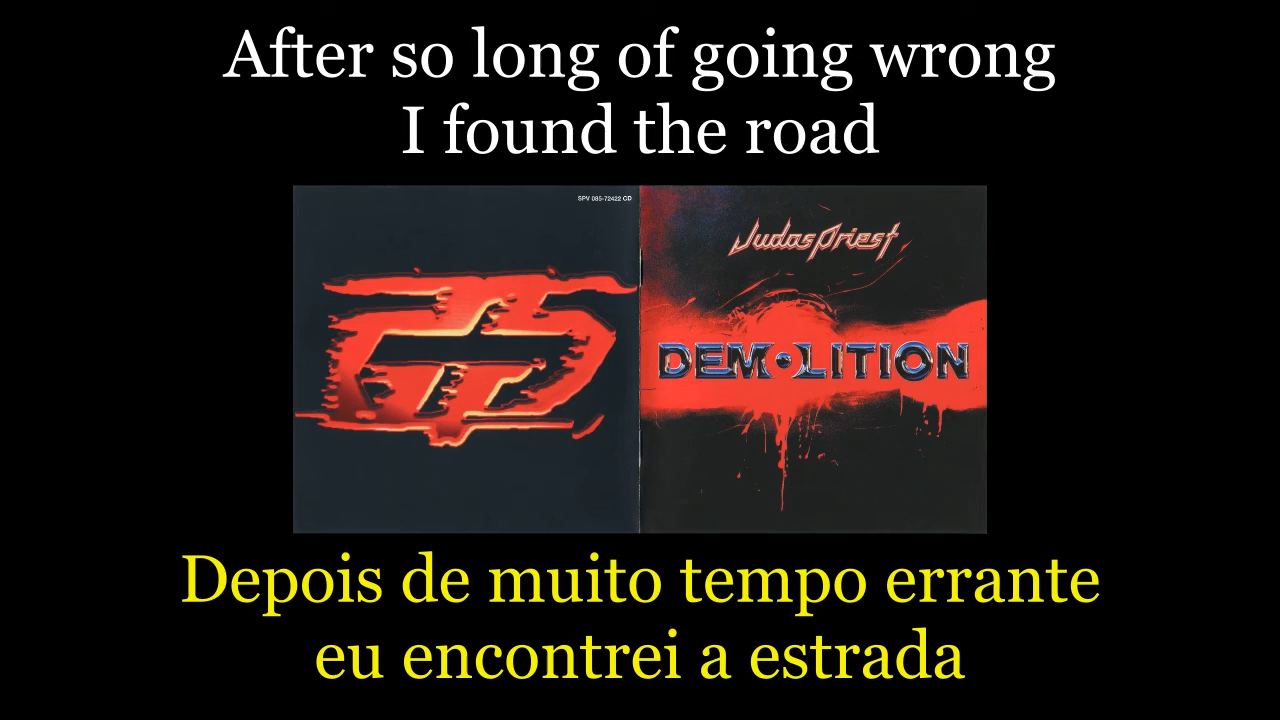 After so long of going wrong
I found the road
SPV 085-72422 CD
Judas Priest
DEMOLITION
Depois de muito tempo errante
eu encontrei a estrada